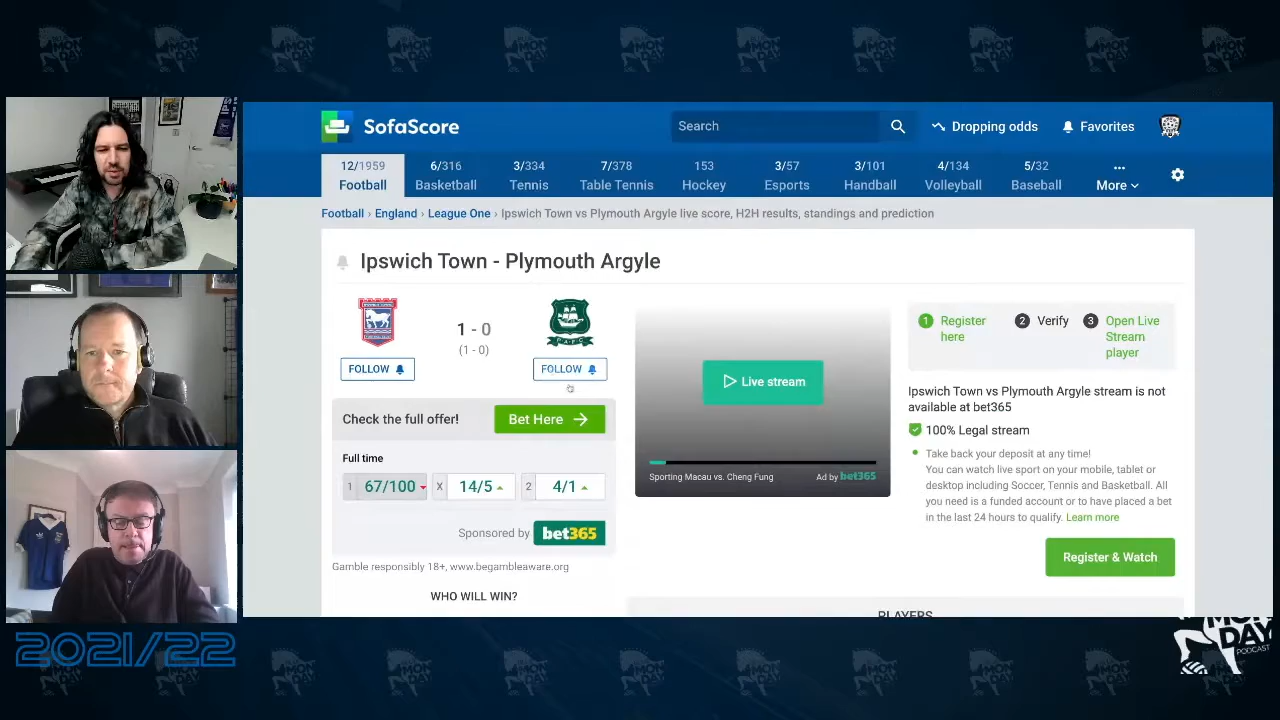 SofaScore
Search
Dropping odds
Favorites
12/1959
Football
6/316
Basketball
3/334
Tennis
7/378
Table Tennis
153
Hockey
3/57
Esports
3/101
Handball
4/134
Volleyball
5/32
Baseball
...
More
Football › England › League One › Ipswich Town vs Plymouth Argyle live score, H2H results, standings and prediction
Ipswich Town - Plymouth Argyle
1 - 0
(1 - 0)
FOLLOW
FOLLOW
Check the full offer!
Bet Here
Full time
1 67/100
X 14/5
2 4/1
Sponsored by bet365
Gamble responsibly 18+, www.begambleaware.org
WHO WILL WIN?
Live stream
Sporting Macau vs. Cheng Fung
Ad by bet365
1 Register here
2 Verify
3 Open Live Stream player
Ipswich Town vs Plymouth Argyle stream is not
available at bet365
100% Legal stream
Take back your deposit at any time!
You can watch live sport on your mobile, tablet or
desktop including Soccer, Tennis and Basketball. All
you need is a funded account or to have placed a bet
in the last 24 hours to qualify. Learn more
Register & Watch
PLAYERS
2021/22
MON
DAY
PODCAST